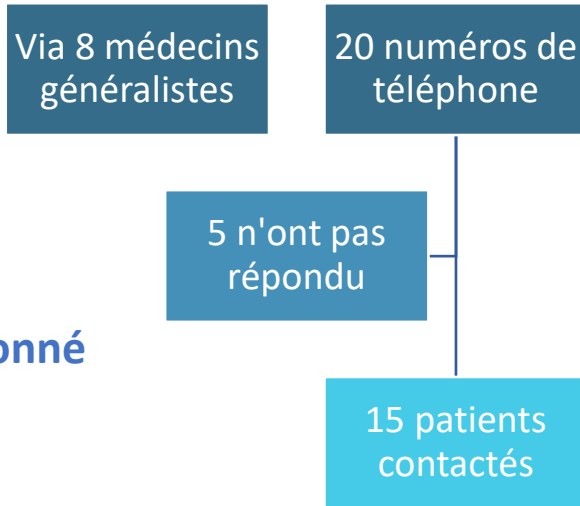 Via 8 médecins
généralistes
20 numéros de
téléphone
5 n'ont pas
répondu
onné
15 patients
contactés